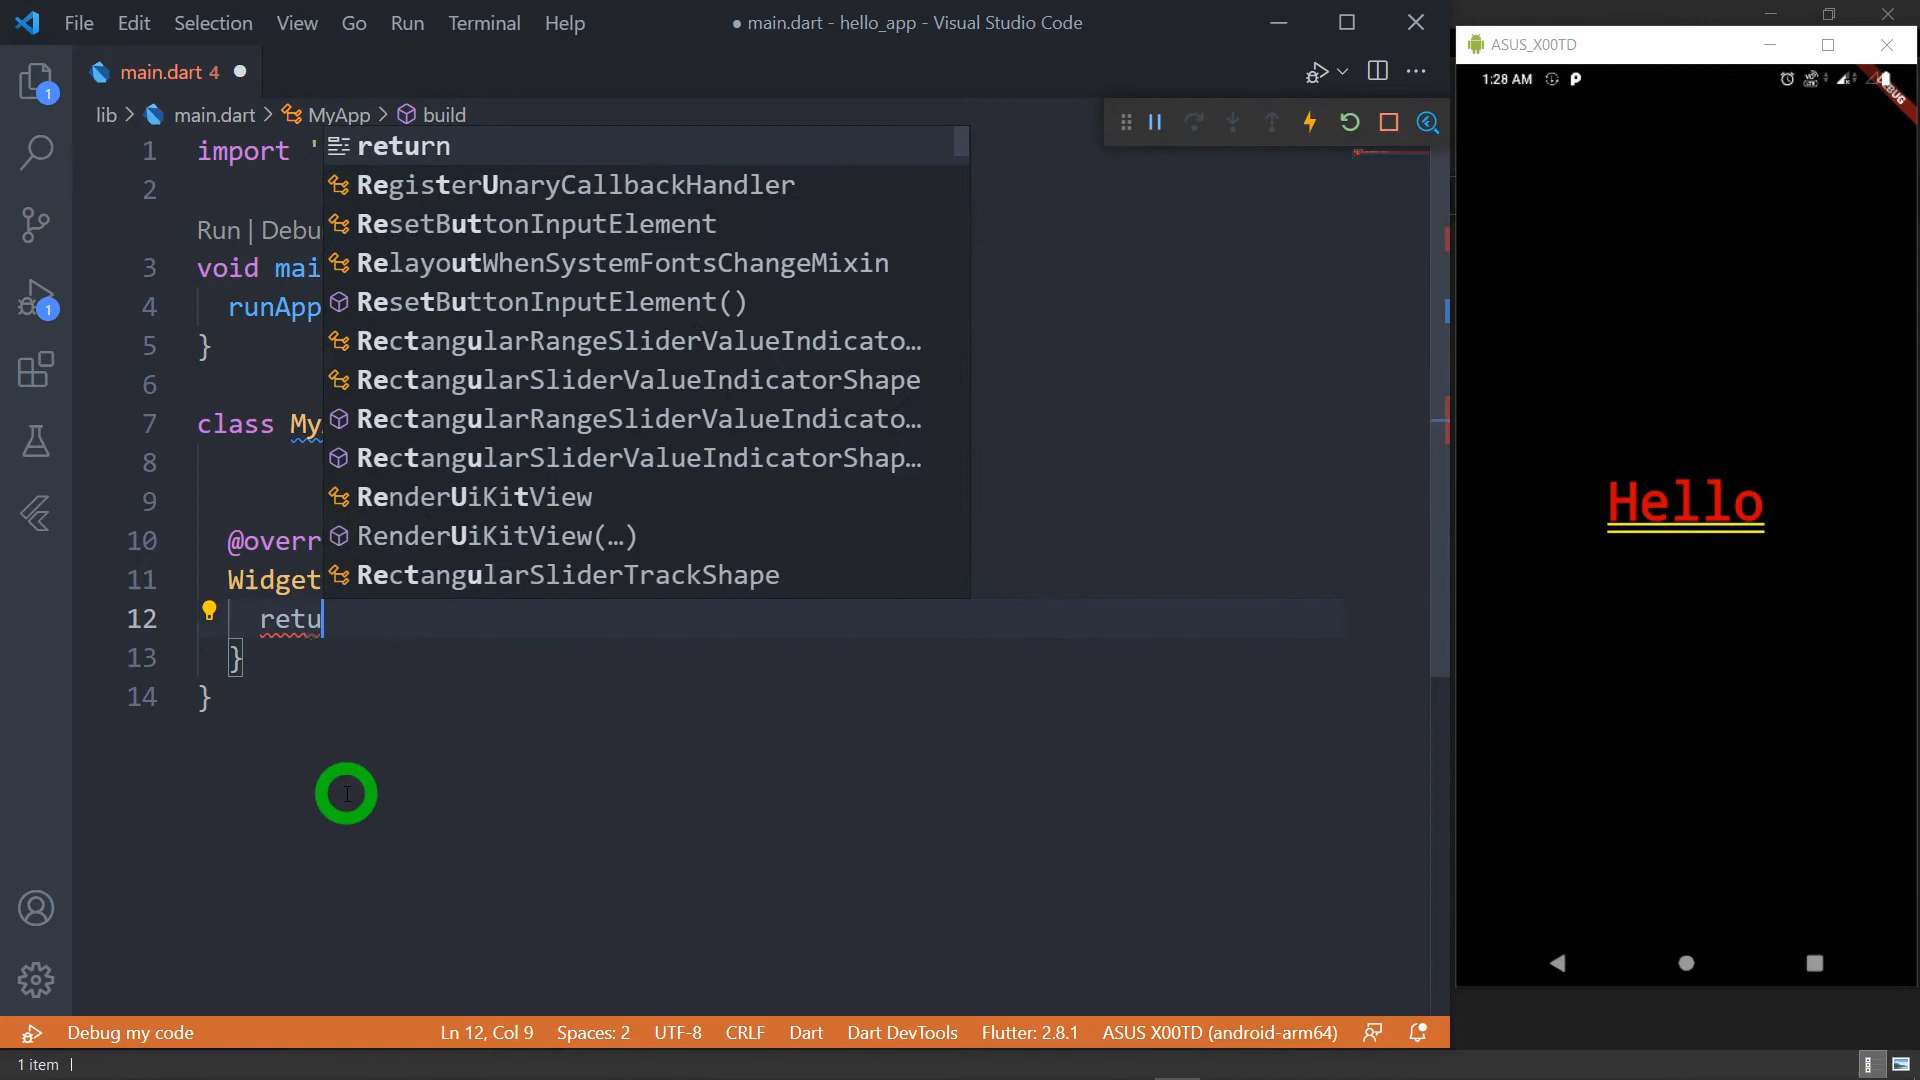 File Edit Selection View Go Run Terminal Help
● main.dart - hello_app - Visual Studio Code
ASUS_X00TD
main.dart 4 ●
1:28 AM
DEBUG
lib > main.dart > MyApp > build
1 import '
2
Run | Debu
3 void mai
4 runApp
5 }
6
7 class My
8
9
10 @overr
11 Widget
12 retu
13 }
14 }
return
RegisterUnaryCallbackHandler
ResetButtonInputElement
RelayoutWhenSystemFontsChangeMixin
ResetButtonInputElement()
RectangularRangeSliderValueIndicato…
RectangularSliderValueIndicatorShape
RectangularRangeSliderValueIndicato…
RectangularSliderValueIndicatorShap…
RenderUiKitView
RenderUiKitView(…)
RectangularSliderTrackShape
Hello
1
1
Debug my code
Ln 12, Col 9 Spaces: 2 UTF-8 CRLF Dart Dart DevTools Flutter: 2.8.1 ASUS X00TD (android-arm64)
1 item